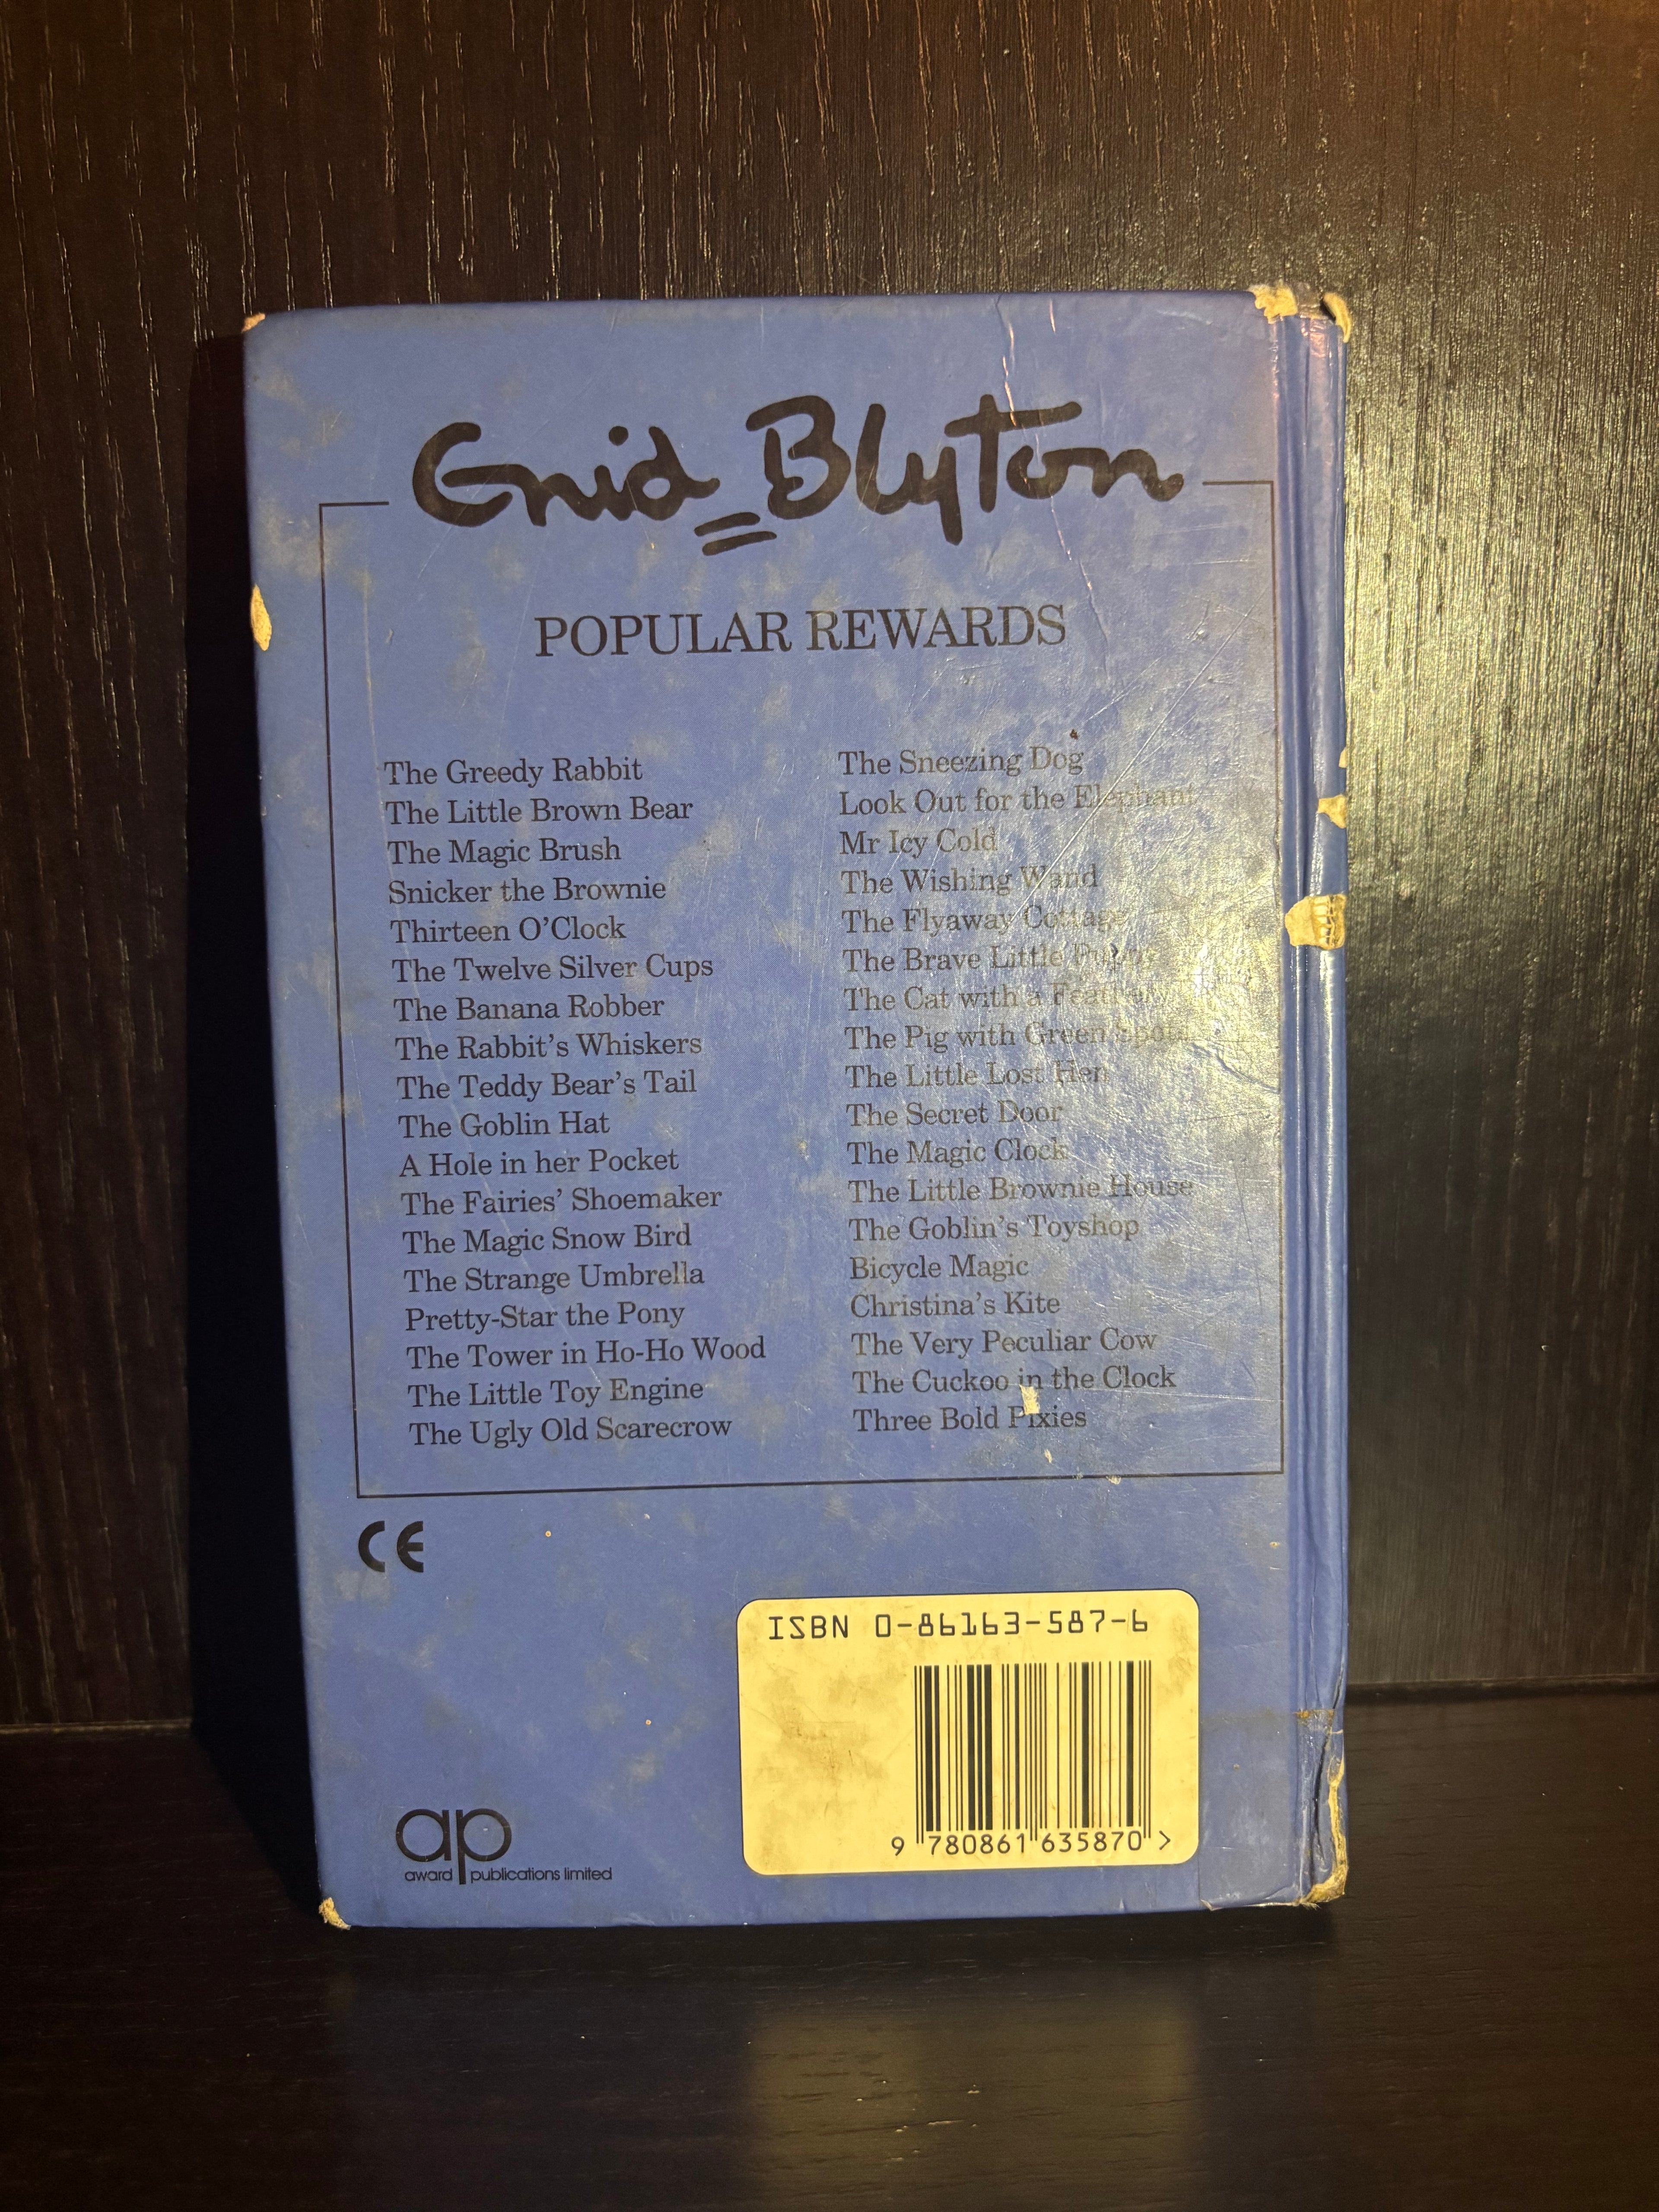 Enid Blyton
POPULAR REWARDS
The Greedy Rabbit
The Little Brown Bear
The Magic Brush
Snicker the Brownie
Thirteen O'Clock
The Twelve Silver Cups
The Banana Robber
The Rabbit's Whiskers
The Teddy Bear's Tail
The Goblin Hat
A Hole in her Pocket
The Fairies' Shoemaker
The Magic Snow Bird
The Strange Umbrella
Pretty-Star the Pony
The Tower in Ho-Ho Wood
The Little Toy Engine
The Ugly Old Scarecrow
The Sneezing Dog
Look Out for the Elephant
Mr Icy Cold
The Wishing Wand
The Flyaway Cottage
The Brave Little Puppy
The Cat with a
The Pig with Green Spots
The Little Lost Hen
The Secret Door
The Magic Clock
The Little Brownie House
The Goblin's Toyshop
Bicycle Magic
Christina's Kite
The Very Peculiar Cow
The Cuckoo in the Clock
Three Bold Pixies
CE
ISBN 0-86163-587-6
9 780861 635870 >
ap
award publications limited